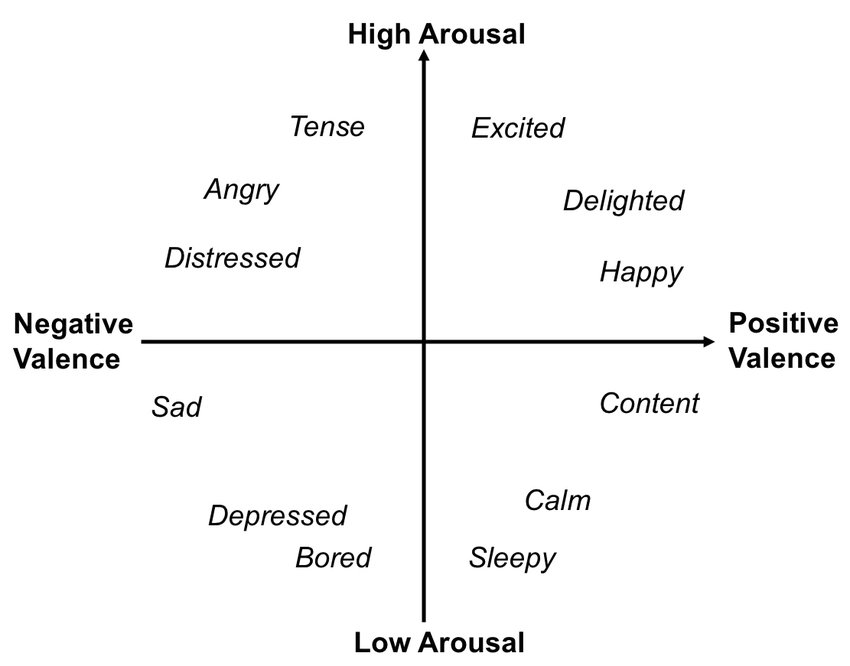 High Arousal
Tense
Excited
Angry
Delighted
Distressed
Happy
Negative
Valence
Positive
Valence
Sad
Content
Calm
Depressed
Bored
Sleepy
Low Arousal